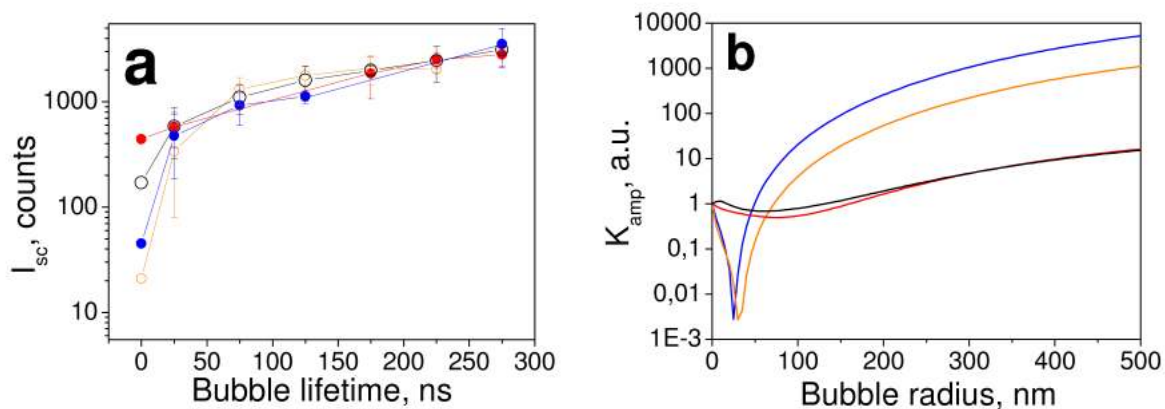 a
I_sc, counts
1000
100
10
0 50 100 150 200 250 300
Bubble lifetime, ns
b
K_amp, a.u.
10000
1000
100
10
1
0,1
0,01
1E-3
0 100 200 300 400 500
Bubble radius, nm